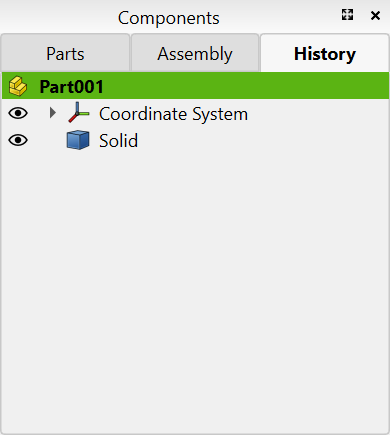 Components
Parts Assembly History
Part001
Coordinate System
Solid